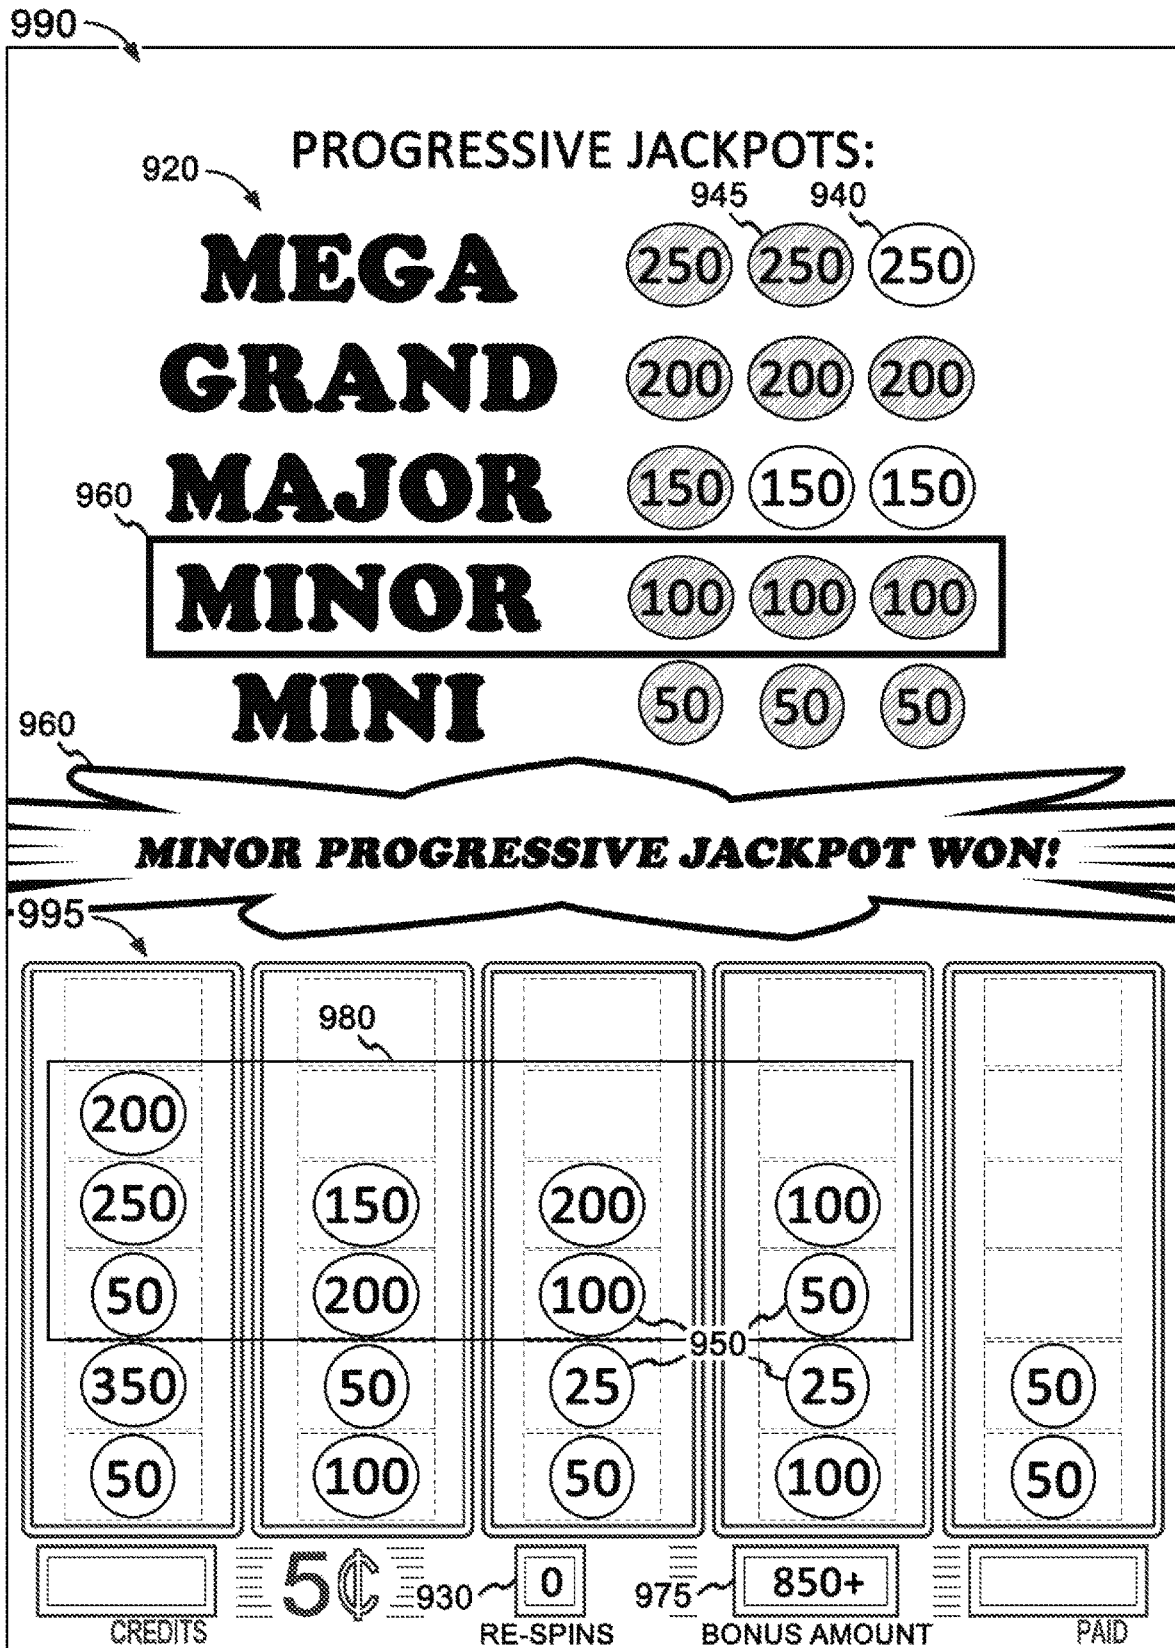 990
PROGRESSIVE JACKPOTS:
920
945 940
MEGA 250 250 250
GRAND 200 200 200
MAJOR 150 150 150
960
MINOR 100 100 100
MINI 50 50 50
960
MINOR PROGRESSIVE JACKPOT WON!
995
980
200
250 150 200 100
50 200 100 50
950
350 50 25 25 50
50 100 50 100 50
5¢ 930 0 975 850+
CREDITS RE-SPINS BONUS AMOUNT PAID